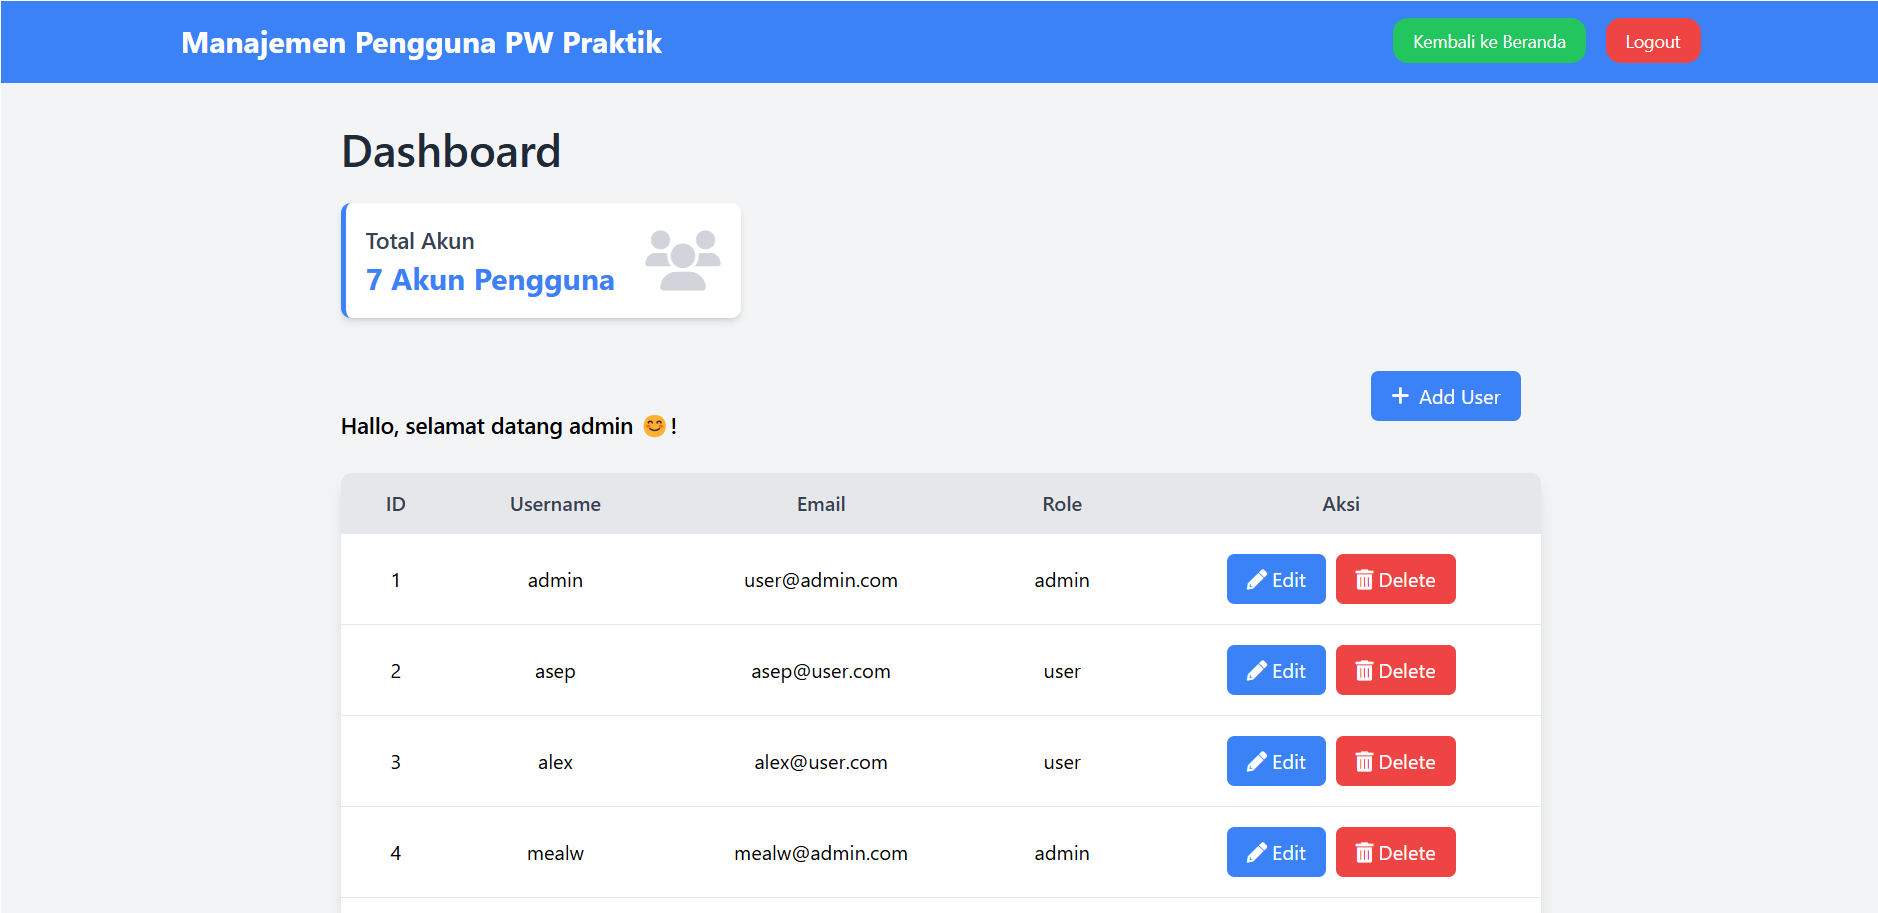 Manajemen Pengguna PW Praktik
Kembali ke Beranda
Logout
Dashboard
Total Akun
7 Akun Pengguna
Add User
Hallo, selamat datang admin 😊 !
ID Username Email Role Aksi
1 admin user@admin.com admin Edit Delete
2 asep asep@user.com user Edit Delete
3 alex alex@user.com user Edit Delete
4 mealw mealw@admin.com admin Edit Delete